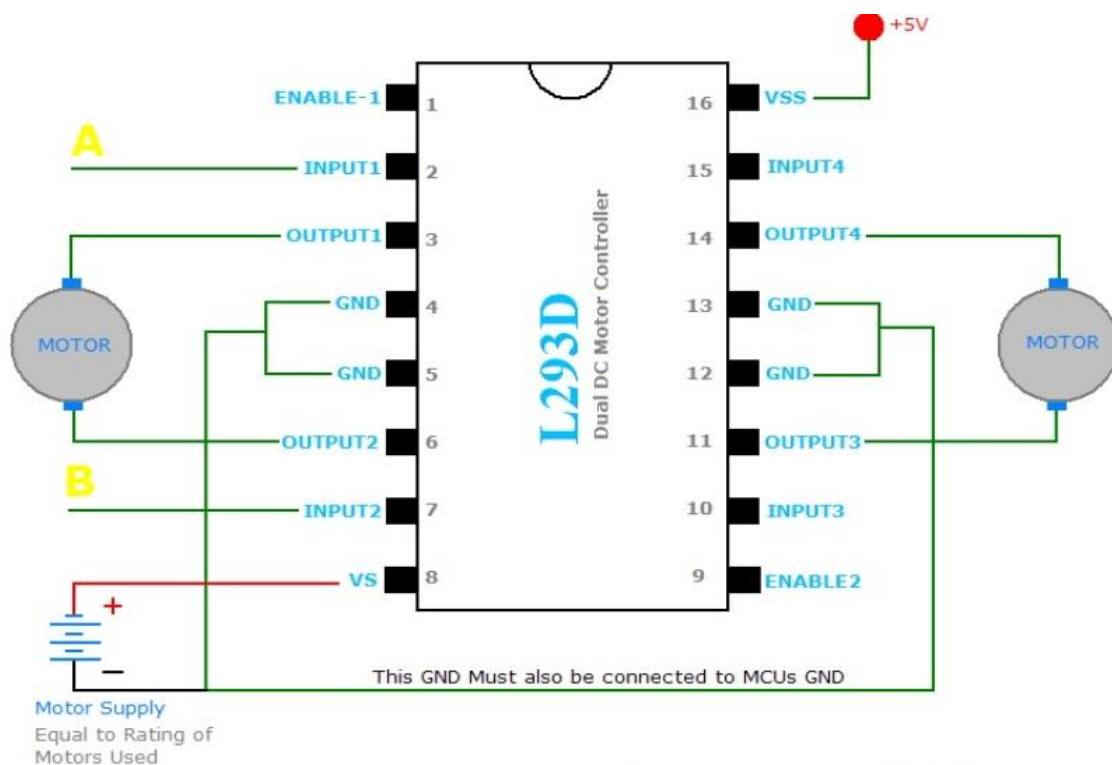 +5V
ENABLE-1
1
16
VSS
A
INPUT1
2
15
INPUT4
OUTPUT1
3
14
OUTPUT4
GND
4
13
GND
MOTOR
L293D
Dual DC Motor Controller
MOTOR
GND
5
12
GND
OUTPUT2
6
11
OUTPUT3
B
INPUT2
7
10
INPUT3
VS
8
9
ENABLE2
+
−
This GND Must also be connected to MCUs GND
Motor Supply
Equal to Rating of
Motors Used